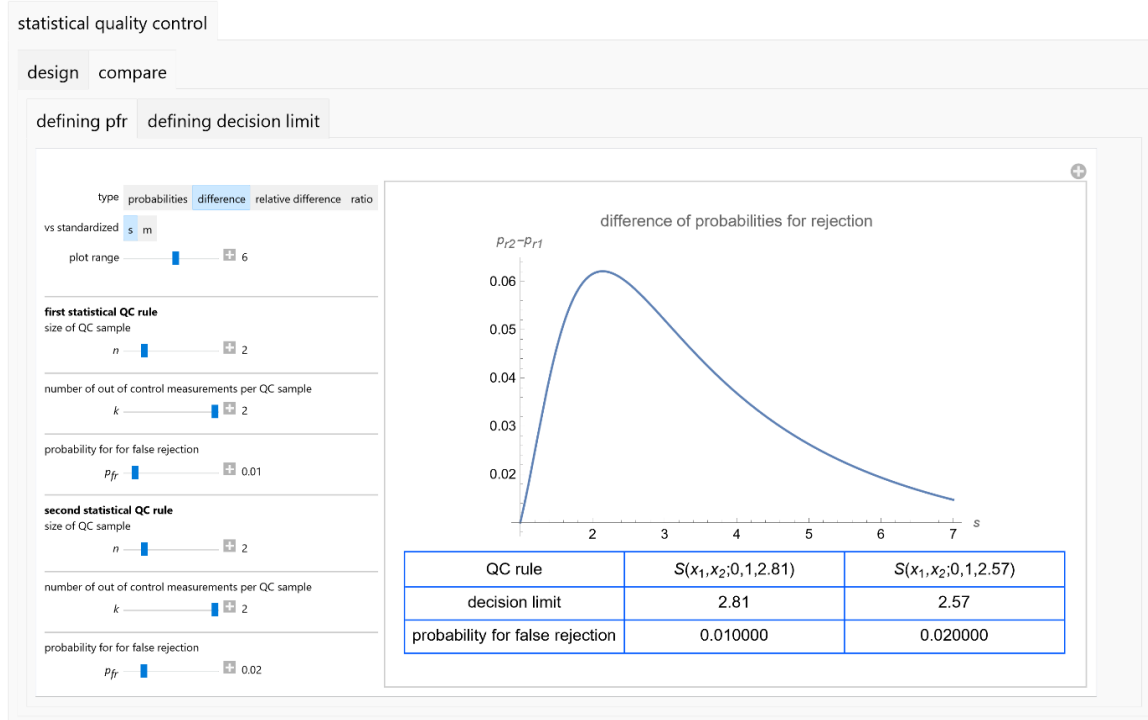 statistical quality control
design compare
defining pfr defining decision limit
type probabilities difference relative difference ratio
vs standardized s m
plot range 6
first statistical QC rule
size of QC sample
n 2
number of out of control measurements per QC sample
k 2
probability for for false rejection
pfr 0.01
second statistical QC rule
size of QC sample
n 2
number of out of control measurements per QC sample
k 2
probability for for false rejection
pfr 0.02
difference of probabilities for rejection
pr2-pr1
0.06
0.05
0.04
0.03
0.02
2 3 4 5 6 7 s
QC rule S(x1,x2;0,1,2.81) S(x1,x2;0,1,2.57)
decision limit 2.81 2.57
probability for false rejection 0.010000 0.020000